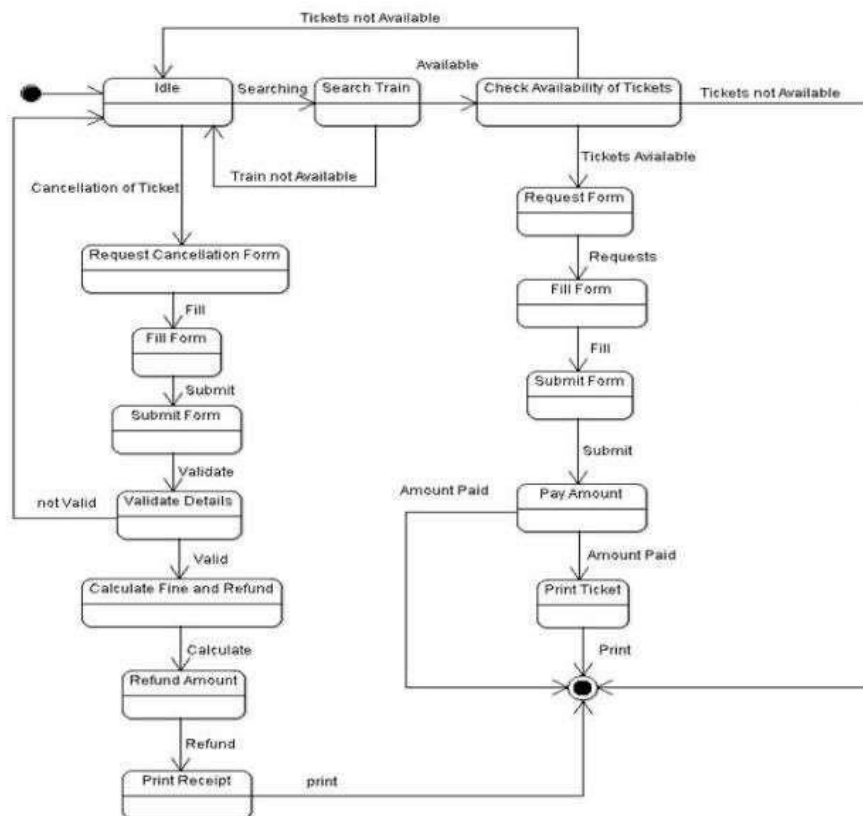 Tickets not Available
Idle
Searching
Search Train
Available
Check Availability of Tickets
Tickets not Available
Train not Available
Tickets Avialable
Cancellation of Ticket
Request Form
Request Cancellation Form
Requests
Fill Form
Fill
Fill Form
Fill
Submit Form
Submit
Submit Form
Submit
Validate
not Valid
Validate Details
Amount Paid
Pay Amount
Valid
Amount Paid
Calculate Fine and Refund
Print Ticket
Calculate
Print
Refund Amount
Refund
Print Receipt
print